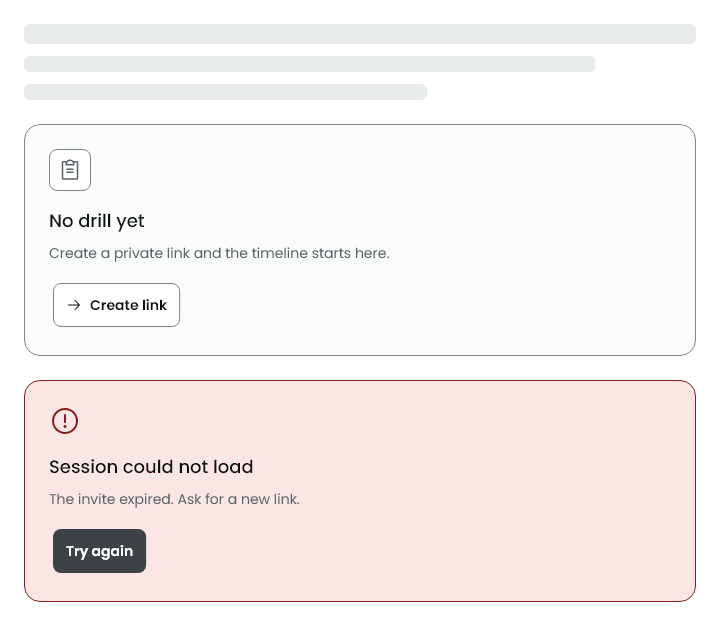 No drill yet
Create a private link and the timeline starts here.
Create link
Session could not load
The invite expired. Ask for a new link.
Try again